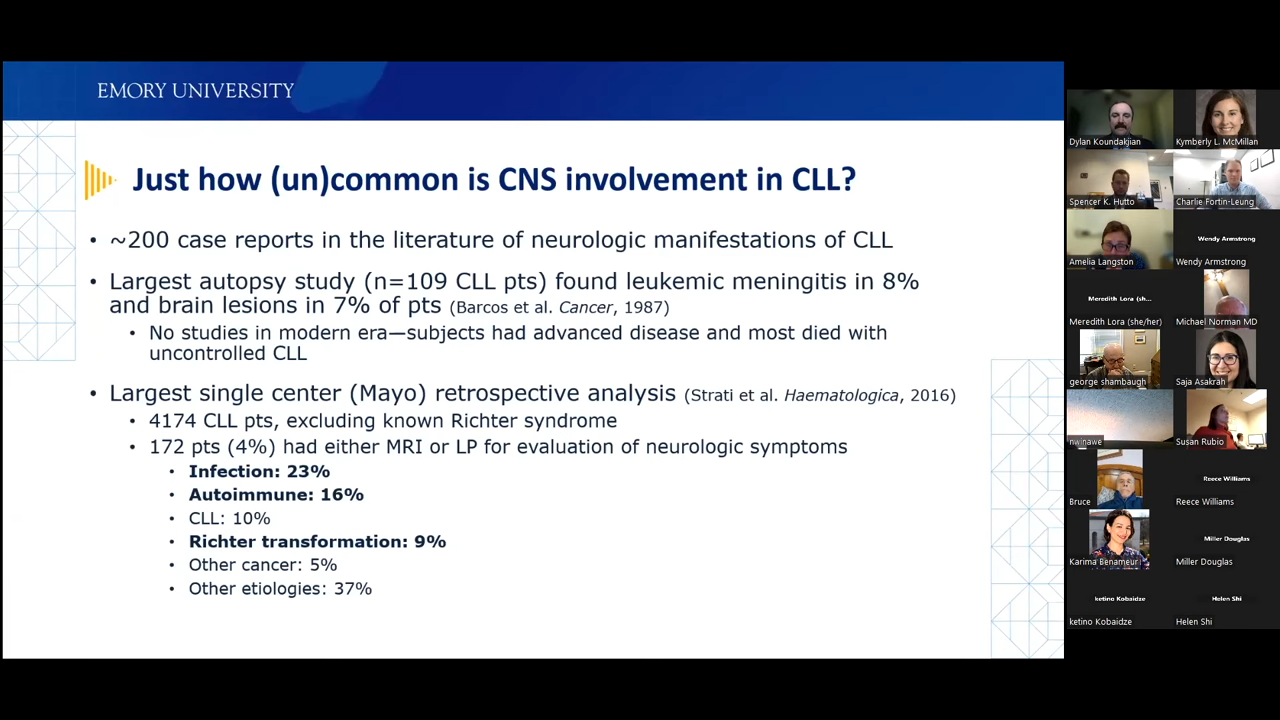 EMORY UNIVERSITY
Just how (un)common is CNS involvement in CLL?
• ~200 case reports in the literature of neurologic manifestations of CLL
• Largest autopsy study (n=109 CLL pts) found leukemic meningitis in 8%
and brain lesions in 7% of pts (Barcos et al. Cancer, 1987)
• No studies in modern era—subjects had advanced disease and most died with
uncontrolled CLL
• Largest single center (Mayo) retrospective analysis (Strati et al. Haematologica, 2016)
• 4174 CLL pts, excluding known Richter syndrome
• 172 pts (4%) had either MRI or LP for evaluation of neurologic symptoms
• Infection: 23%
• Autoimmune: 16%
• CLL: 10%
• Richter transformation: 9%
• Other cancer: 5%
• Other etiologies: 37%
Dylan Koundakjian
Kymberly L. McMillan
Spencer K. Hutto
Charlie Fortin-Leung
Amelia Langston
Wendy Armstrong
Wendy Armstrong
Meredith Lora (sh...
Meredith Lora (she/her)
Michael Norman MD
george shambaugh
Saja Asakrah
nwinawe
Susan Rubio
Bruce
Reece Williams
Reece Williams
Karima Benameur
Miller Douglas
Miller Douglas
ketino Kobaidze
ketino Kobaidze
Helen Shi
Helen Shi